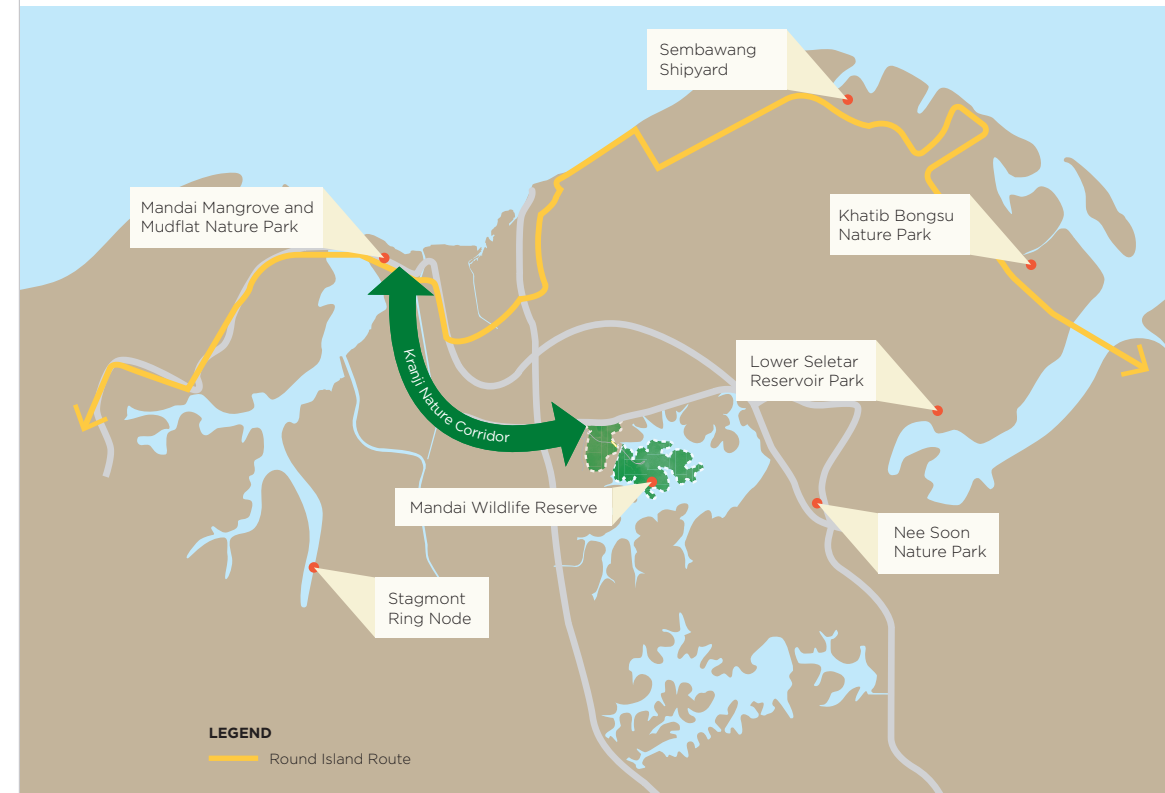 Sembawang
Shipyard
Mandai Mangrove and
Mudflat Nature Park
Khatib Bongsu
Nature Park
Kranji Nature Corridor
Lower Seletar
Reservoir Park
Mandai Wildlife Reserve
Nee Soon
Nature Park
Stagmont
Ring Node
LEGEND
Round Island Route